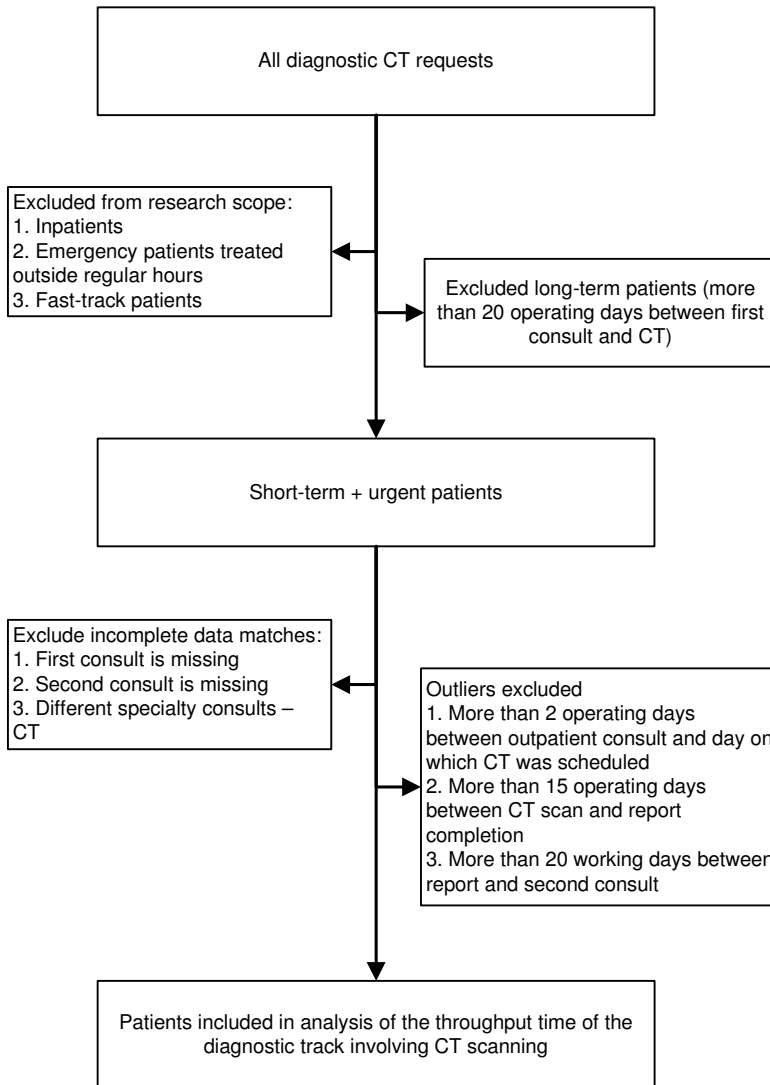 All diagnostic CT requests
Excluded from research scope:
1. Inpatients
2. Emergency patients treated
outside regular hours
3. Fast-track patients
Excluded long-term patients (more
than 20 operating days between first
consult and CT)
Short-term + urgent patients
Exclude incomplete data matches:
1. First consult is missing
2. Second consult is missing
3. Different specialty consults –
CT
Outliers excluded
1. More than 2 operating days
between outpatient consult and day on
which CT was scheduled
2. More than 15 operating days
between CT scan and report
completion
3. More than 20 working days between
report and second consult
Patients included in analysis of the throughput time of the
diagnostic track involving CT scanning